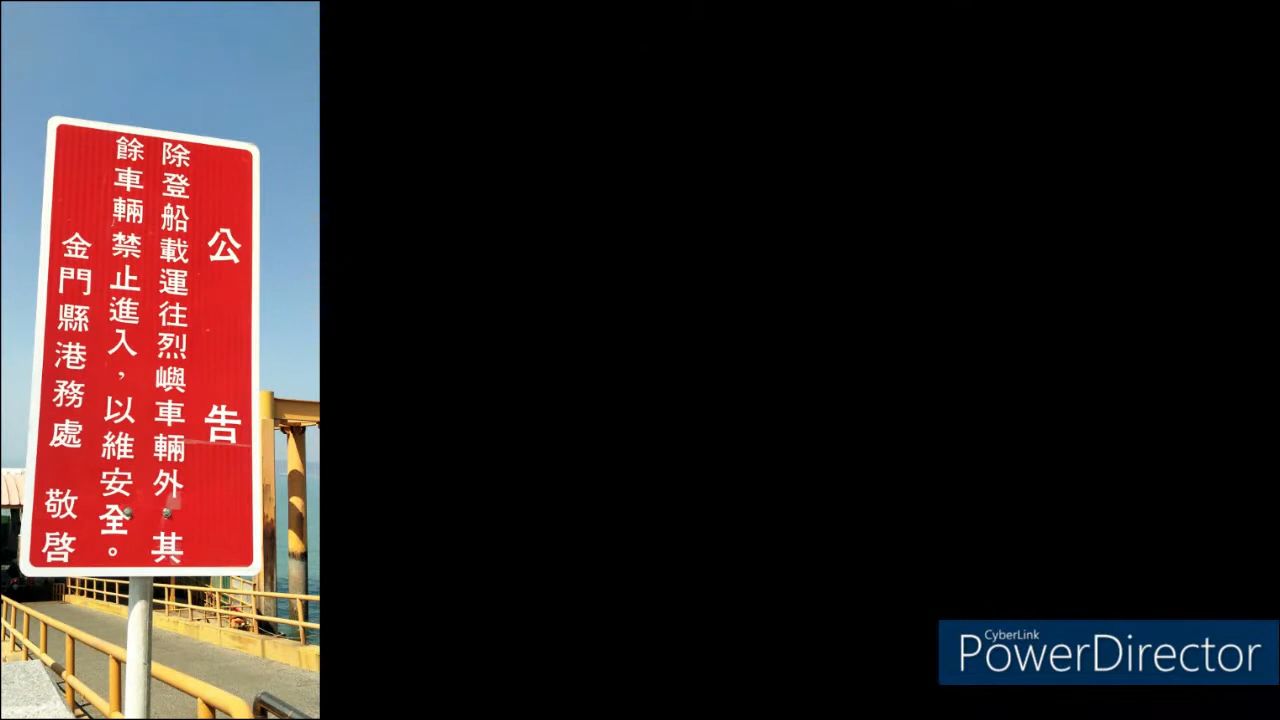 公告
除登船載運往烈嶼車輛外其
餘車輛禁止進入，以維安全。
金門縣港務處 敬啓
CyberLink
PowerDirector